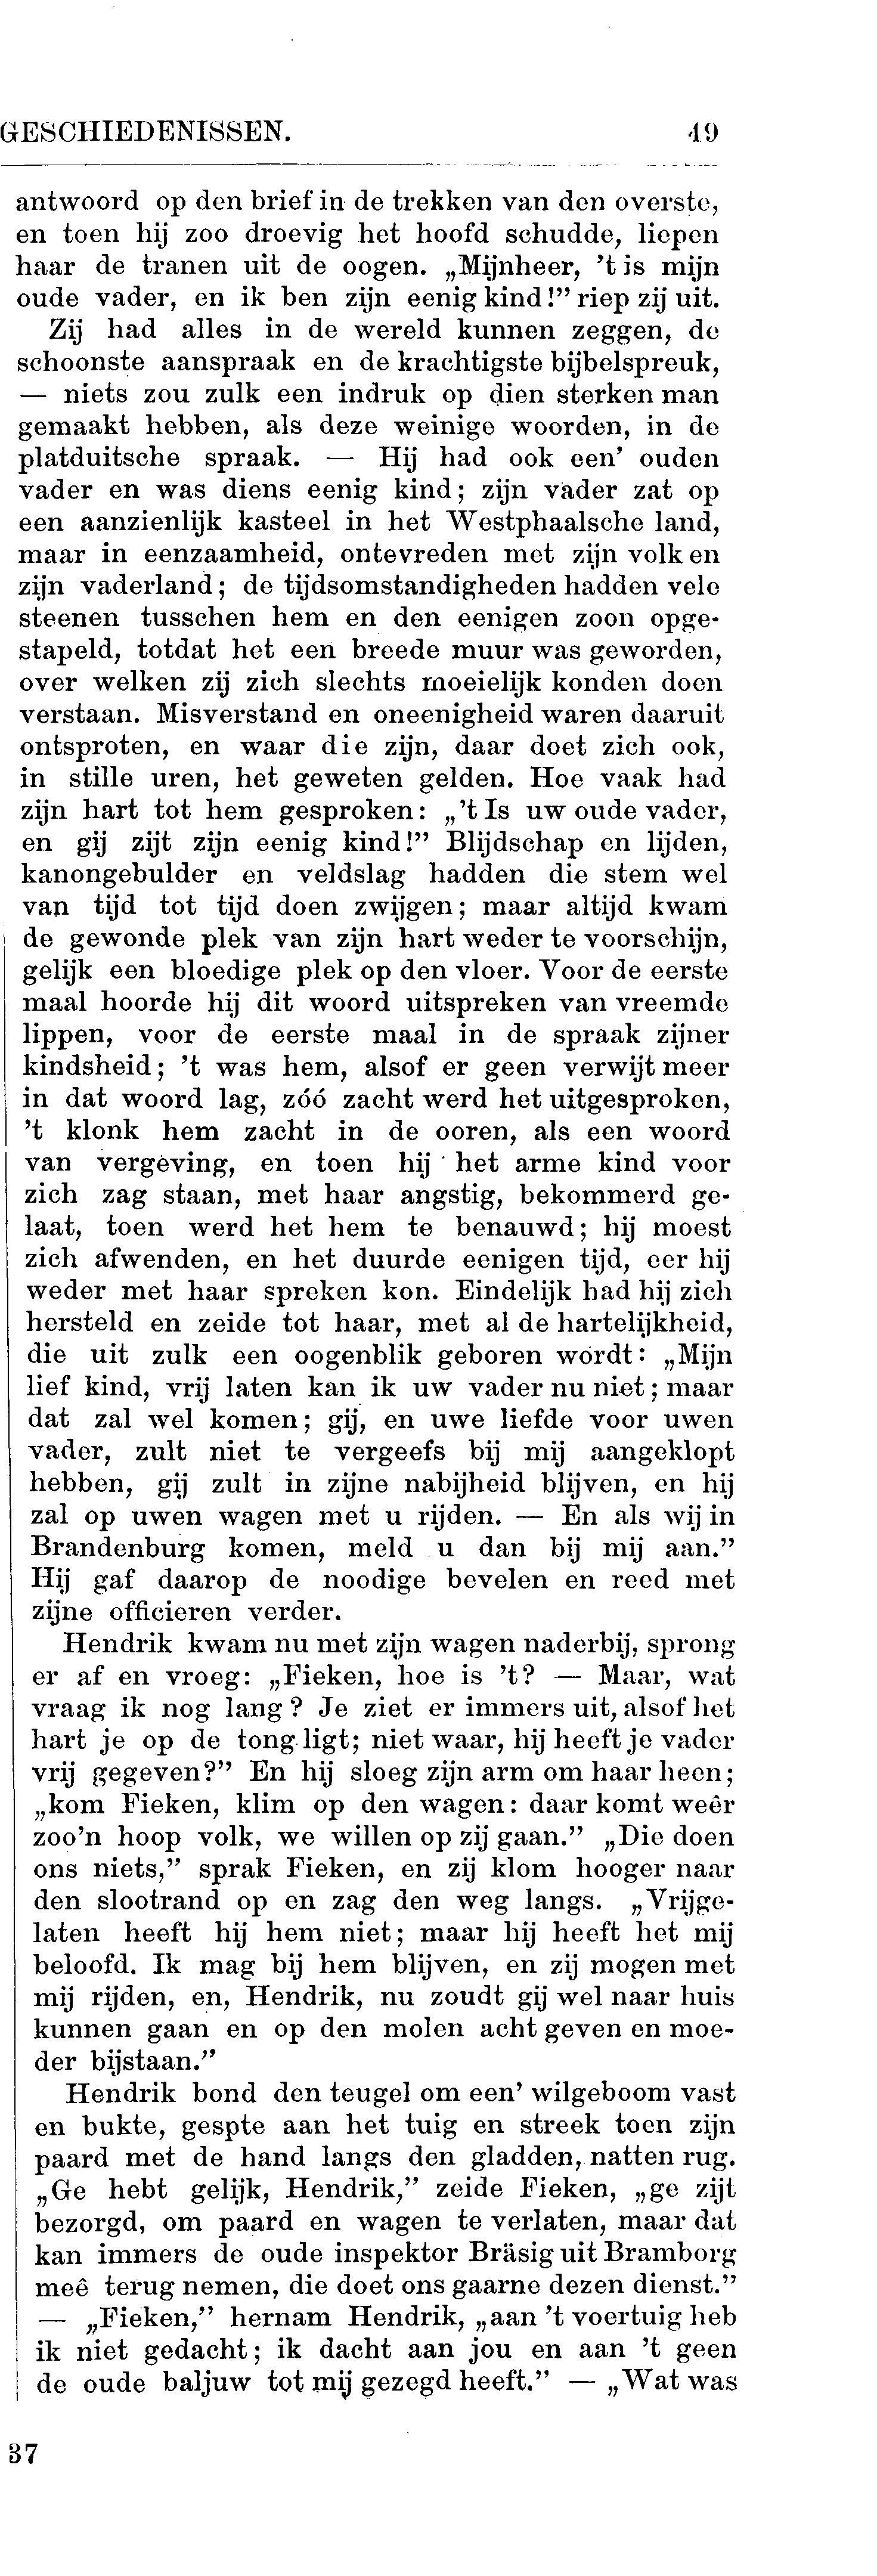 GESCHIEDENISSEN. 49
antwoord op den brief in de trekken van den overste,
en toen hij zoo droevig het hoofd schudde, liepen
haar de tranen uit de oogen. „Mijnheer, ’t is mijn
oude vader, en ik ben zijn eenig kind!” riep zij uit.
Zij had alles in de wereld kunnen zeggen, de
schoonste aanspraak en de krachtigste bijbelspreuk,
— niets zou zulk een indruk op dien sterken man
gemaakt hebben, als deze weinige woorden, in de
platduitsche spraak. — Hij had ook een’ ouden
vader en was diens eenig kind; zijn vader zat op
een aanzienlijk kasteel in het Westphaalsche land,
maar in eenzaamheid, ontevreden met zijn volk en
zijn vaderland; de tijdsomstandigheden hadden vele
steenen tusschen hem en den eenigen zoon opge-
stapeld, totdat het een breede muur was geworden,
over welken zij zich slechts moeielijk konden doen
verstaan. Misverstand en oneenigheid waren daaruit
ontsproten, en waar die zijn, daar doet zich ook,
in stille uren, het geweten gelden. Hoe vaak had
zijn hart tot hem gesproken: „’t Is uw oude vader,
en gij zijt zijn eenig kind!” Blijdschap en lijden,
kanongebulder en veldslag hadden die stem wel
van tijd tot tijd doen zwijgen; maar altijd kwam
de gewonde plek van zijn hart weder te voorschijn,
gelijk een bloedige plek op den vloer. Voor de eerste
maal hoorde hij dit woord uitspreken van vreemde
lippen, voor de eerste maal in de spraak zijner
kindsheid; ’t was hem, alsof er geen verwijt meer
in dat woord lag, zóó zacht werd het uitgesproken,
’t klonk hem zacht in de ooren, als een woord
van vergeving, en toen hij het arme kind voor
zich zag staan, met haar angstig, bekommerd ge-
laat, toen werd het hem te benauwd; hij moest
zich afwenden, en het duurde eenigen tijd, eer hij
weder met haar spreken kon. Eindelijk had hij zich
hersteld en zeide tot haar, met al de hartelijkheid,
die uit zulk een oogenblik geboren wordt: „Mijn
lief kind, vrij laten kan ik uw vader nu niet; maar
dat zal wel komen; gij, en uwe liefde voor uwen
vader, zult niet te vergeefs bij mij aangeklopt
hebben, gij zult in zijne nabijheid blijven, en hij
zal op uwen wagen met u rijden. — En als wij in
Brandenburg komen, meld u dan bij mij aan.”
Hij gaf daarop de noodige bevelen en reed met
zijne officieren verder.
Hendrik kwam nu met zijn wagen naderbij, sprong
er af en vroeg: „Fieken, hoe is ’t? — Maar, wat
vraag ik nog lang? Je ziet er immers uit, alsof het
hart je op de tong ligt; niet waar, hij heeft je vader
vrij gegeven?” En hij sloeg zijn arm om haar heen;
„kom Fieken, klim op den wagen: daar komt weêr
zoo’n hoop volk, we willen op zij gaan.” „Die doen
ons niets,” sprak Fieken, en zij klom hooger naar
den slootrand op en zag den weg langs. „Vrijge-
laten heeft hij hem niet; maar hij heeft het mij
beloofd. Ik mag bij hem blijven, en zij mogen met
mij rijden, en, Hendrik, nu zoudt gij wel naar huis
kunnen gaan en op den molen acht geven en moe-
der bijstaan.”
Hendrik bond den teugel om een’ wilgeboom vast
en bukte, gespte aan het tuig en streek toen zijn
paard met de hand langs den gladden, natten rug.
„Ge hebt gelijk, Hendrik,” zeide Fieken, „ge zijt
bezorgd, om paard en wagen te verlaten, maar dat
kan immers de oude inspektor Bräsig uit Bramborg
meê terug nemen, die doet ons gaarne dezen dienst.”
— „Fieken,” hernam Hendrik, „aan ’t voertuig heb
ik niet gedacht; ik dacht aan jou en aan ’t geen
de oude baljuw tot mij gezegd heeft.” — „Wat was
37